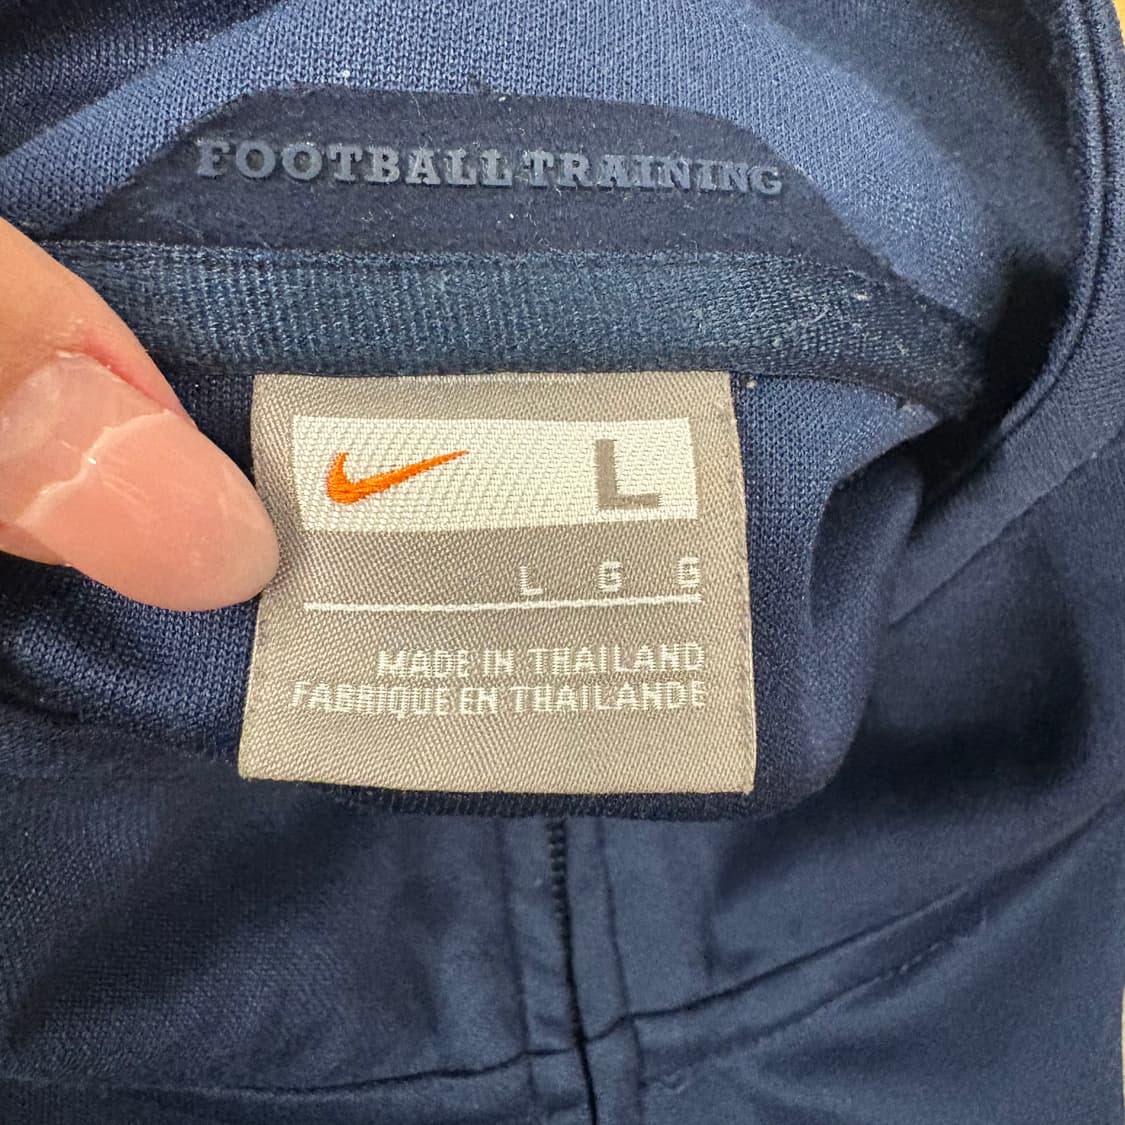 FOOTBALL TRAINING
L
L G G
MADE IN THAILAND
FABRIQUE EN THAILANDE